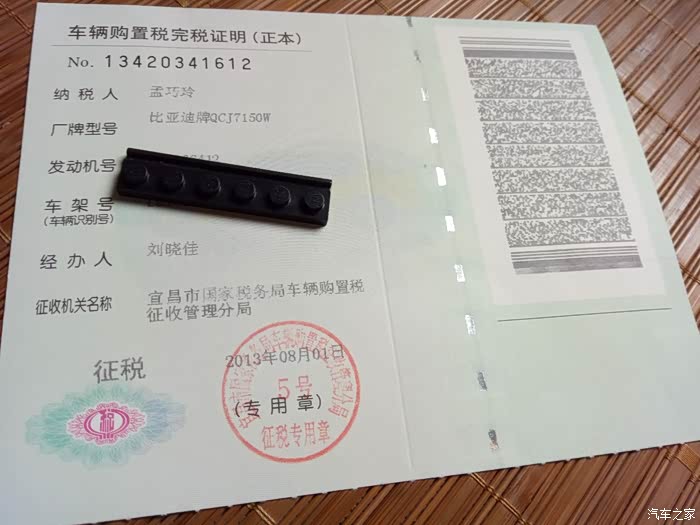 车辆购置税完税证明(正本)
No. 13420341612
纳税人 孟巧玲
厂牌型号 比亚迪牌QCJ7150W
发动机号
车架号
(车辆识别号)
经办人 刘晓佳
征收机关名称 宜昌市国家税务局车辆购置税
征收管理分局
征税
2013年08月01日
5号
(专用章)
征税专用章
汽车之家